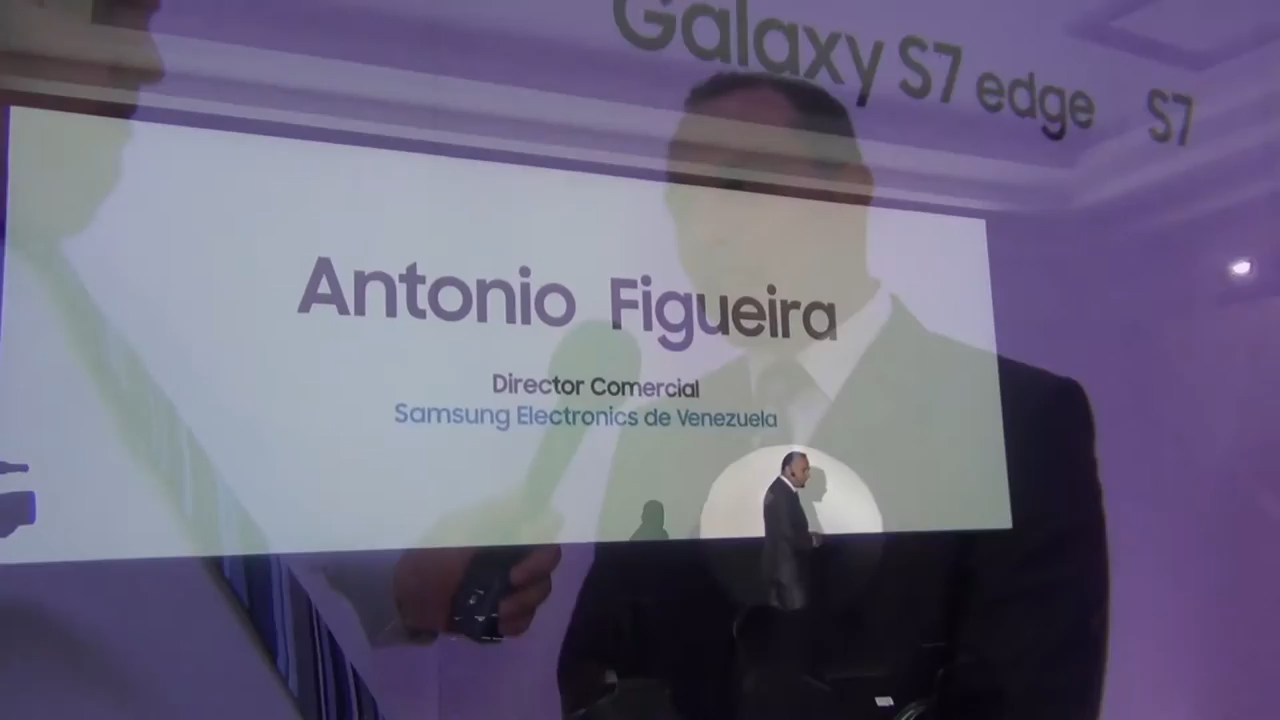 Galaxy S7 edge S7
Antonio Figueira
Director Comercial
Samsung Electronics de Venezuela